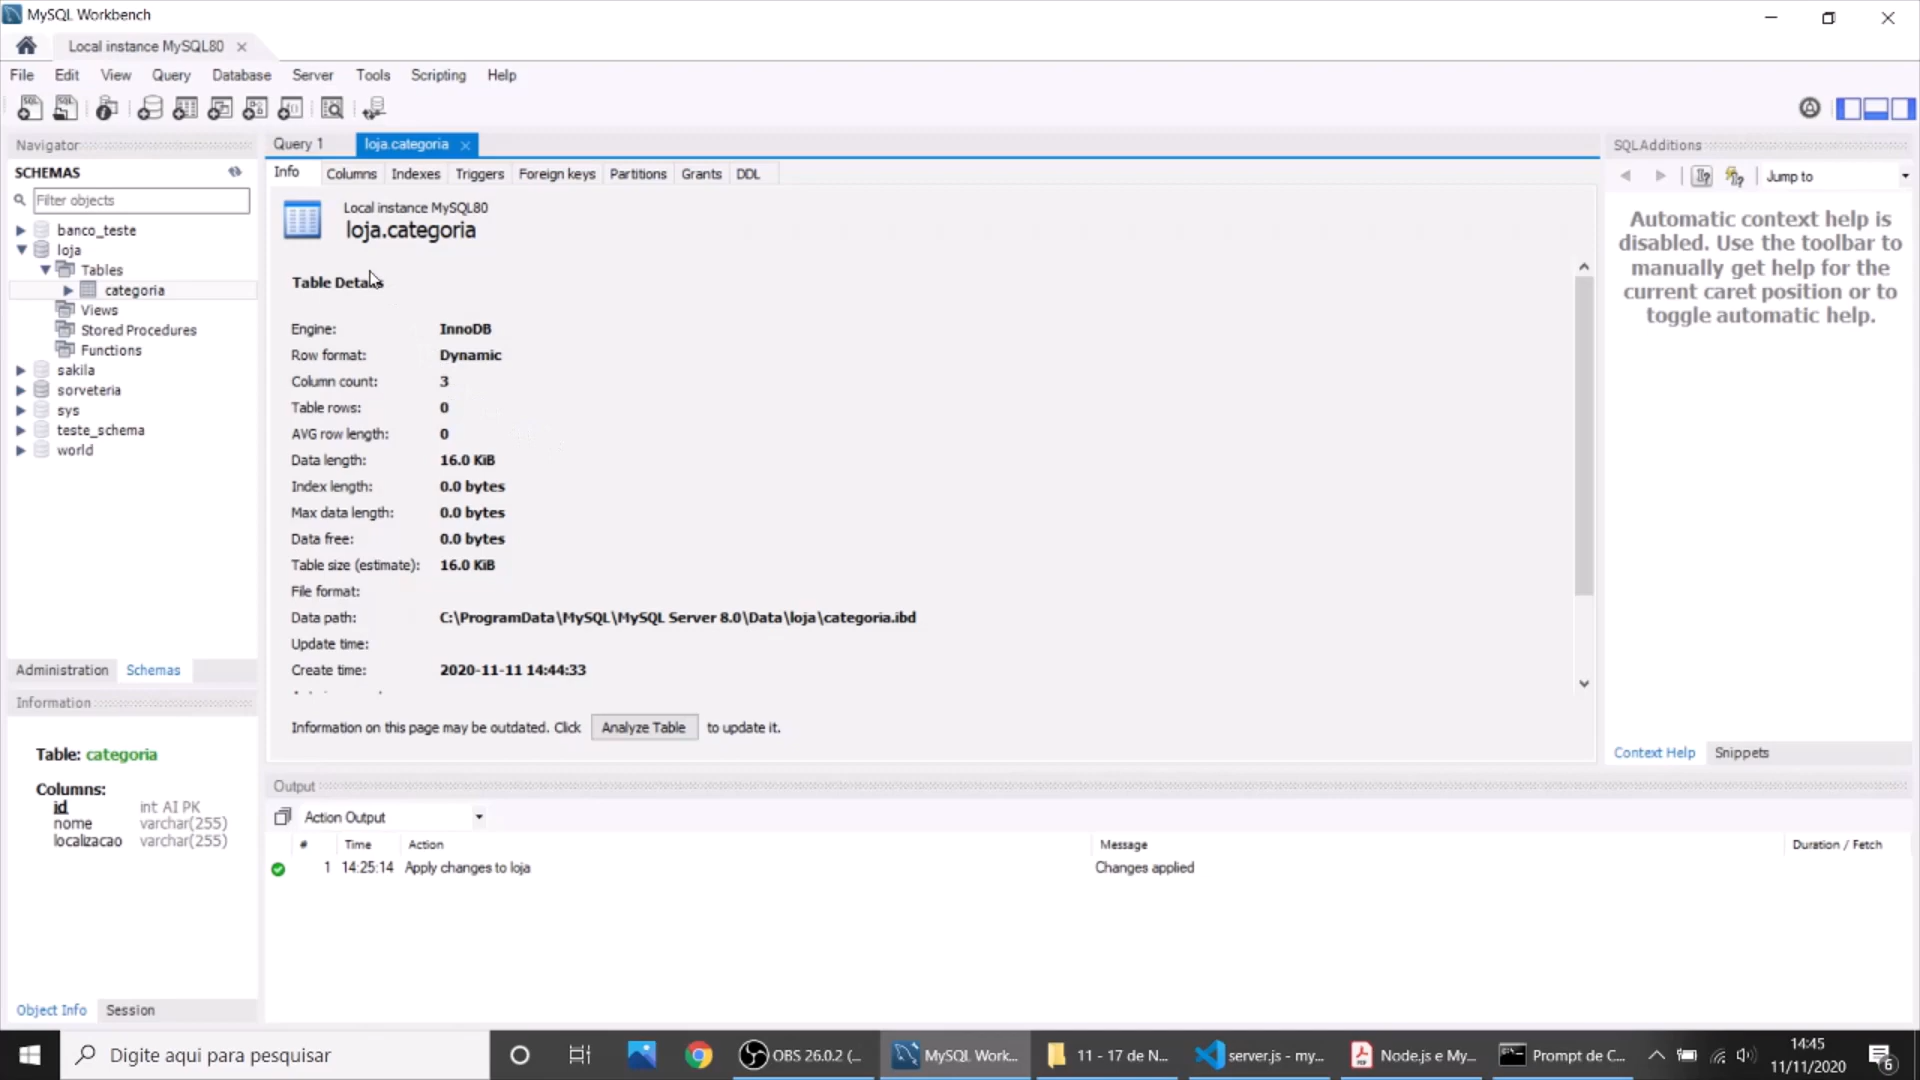 MySQL Workbench
Local instance MySQL80
File Edit View Query Database Server Tools Scripting Help
Navigator
SCHEMAS
Filter objects
banco_teste
loja
Tables
categoria
Views
Stored Procedures
Functions
sakila
sorveteria
sys
teste_schema
world
Administration Schemas
Information
Table: categoria
Columns:
id int AI PK
nome varchar(255)
localizacao varchar(255)
Object Info Session
Query 1 loja.categoria
Info Columns Indexes Triggers Foreign keys Partitions Grants DDL
Local instance MySQL80
loja.categoria
Table Details
Engine: InnoDB
Row format: Dynamic
Column count: 3
Table rows: 0
AVG row length: 0
Data length: 16.0 KiB
Index length: 0.0 bytes
Max data length: 0.0 bytes
Data free: 0.0 bytes
Table size (estimate): 16.0 KiB
File format:
Data path: C:\ProgramData\MySQL\MySQL Server 8.0\Data\loja\categoria.ibd
Update time:
Create time: 2020-11-11 14:44:33
Information on this page may be outdated. Click Analyze Table to update it.
Output
Action Output
# Time Action Message Duration / Fetch
1 14:25:14 Apply changes to loja Changes applied
SQLAdditions
Jump to
Automatic context help is
disabled. Use the toolbar to
manually get help for the
current caret position or to
toggle automatic help.
Context Help Snippets
Digite aqui para pesquisar
OBS 26.0.2 (...
MySQL Work...
11 - 17 de N...
server.js - my...
Node.js e My...
Prompt de C...
14:45
11/11/2020
6